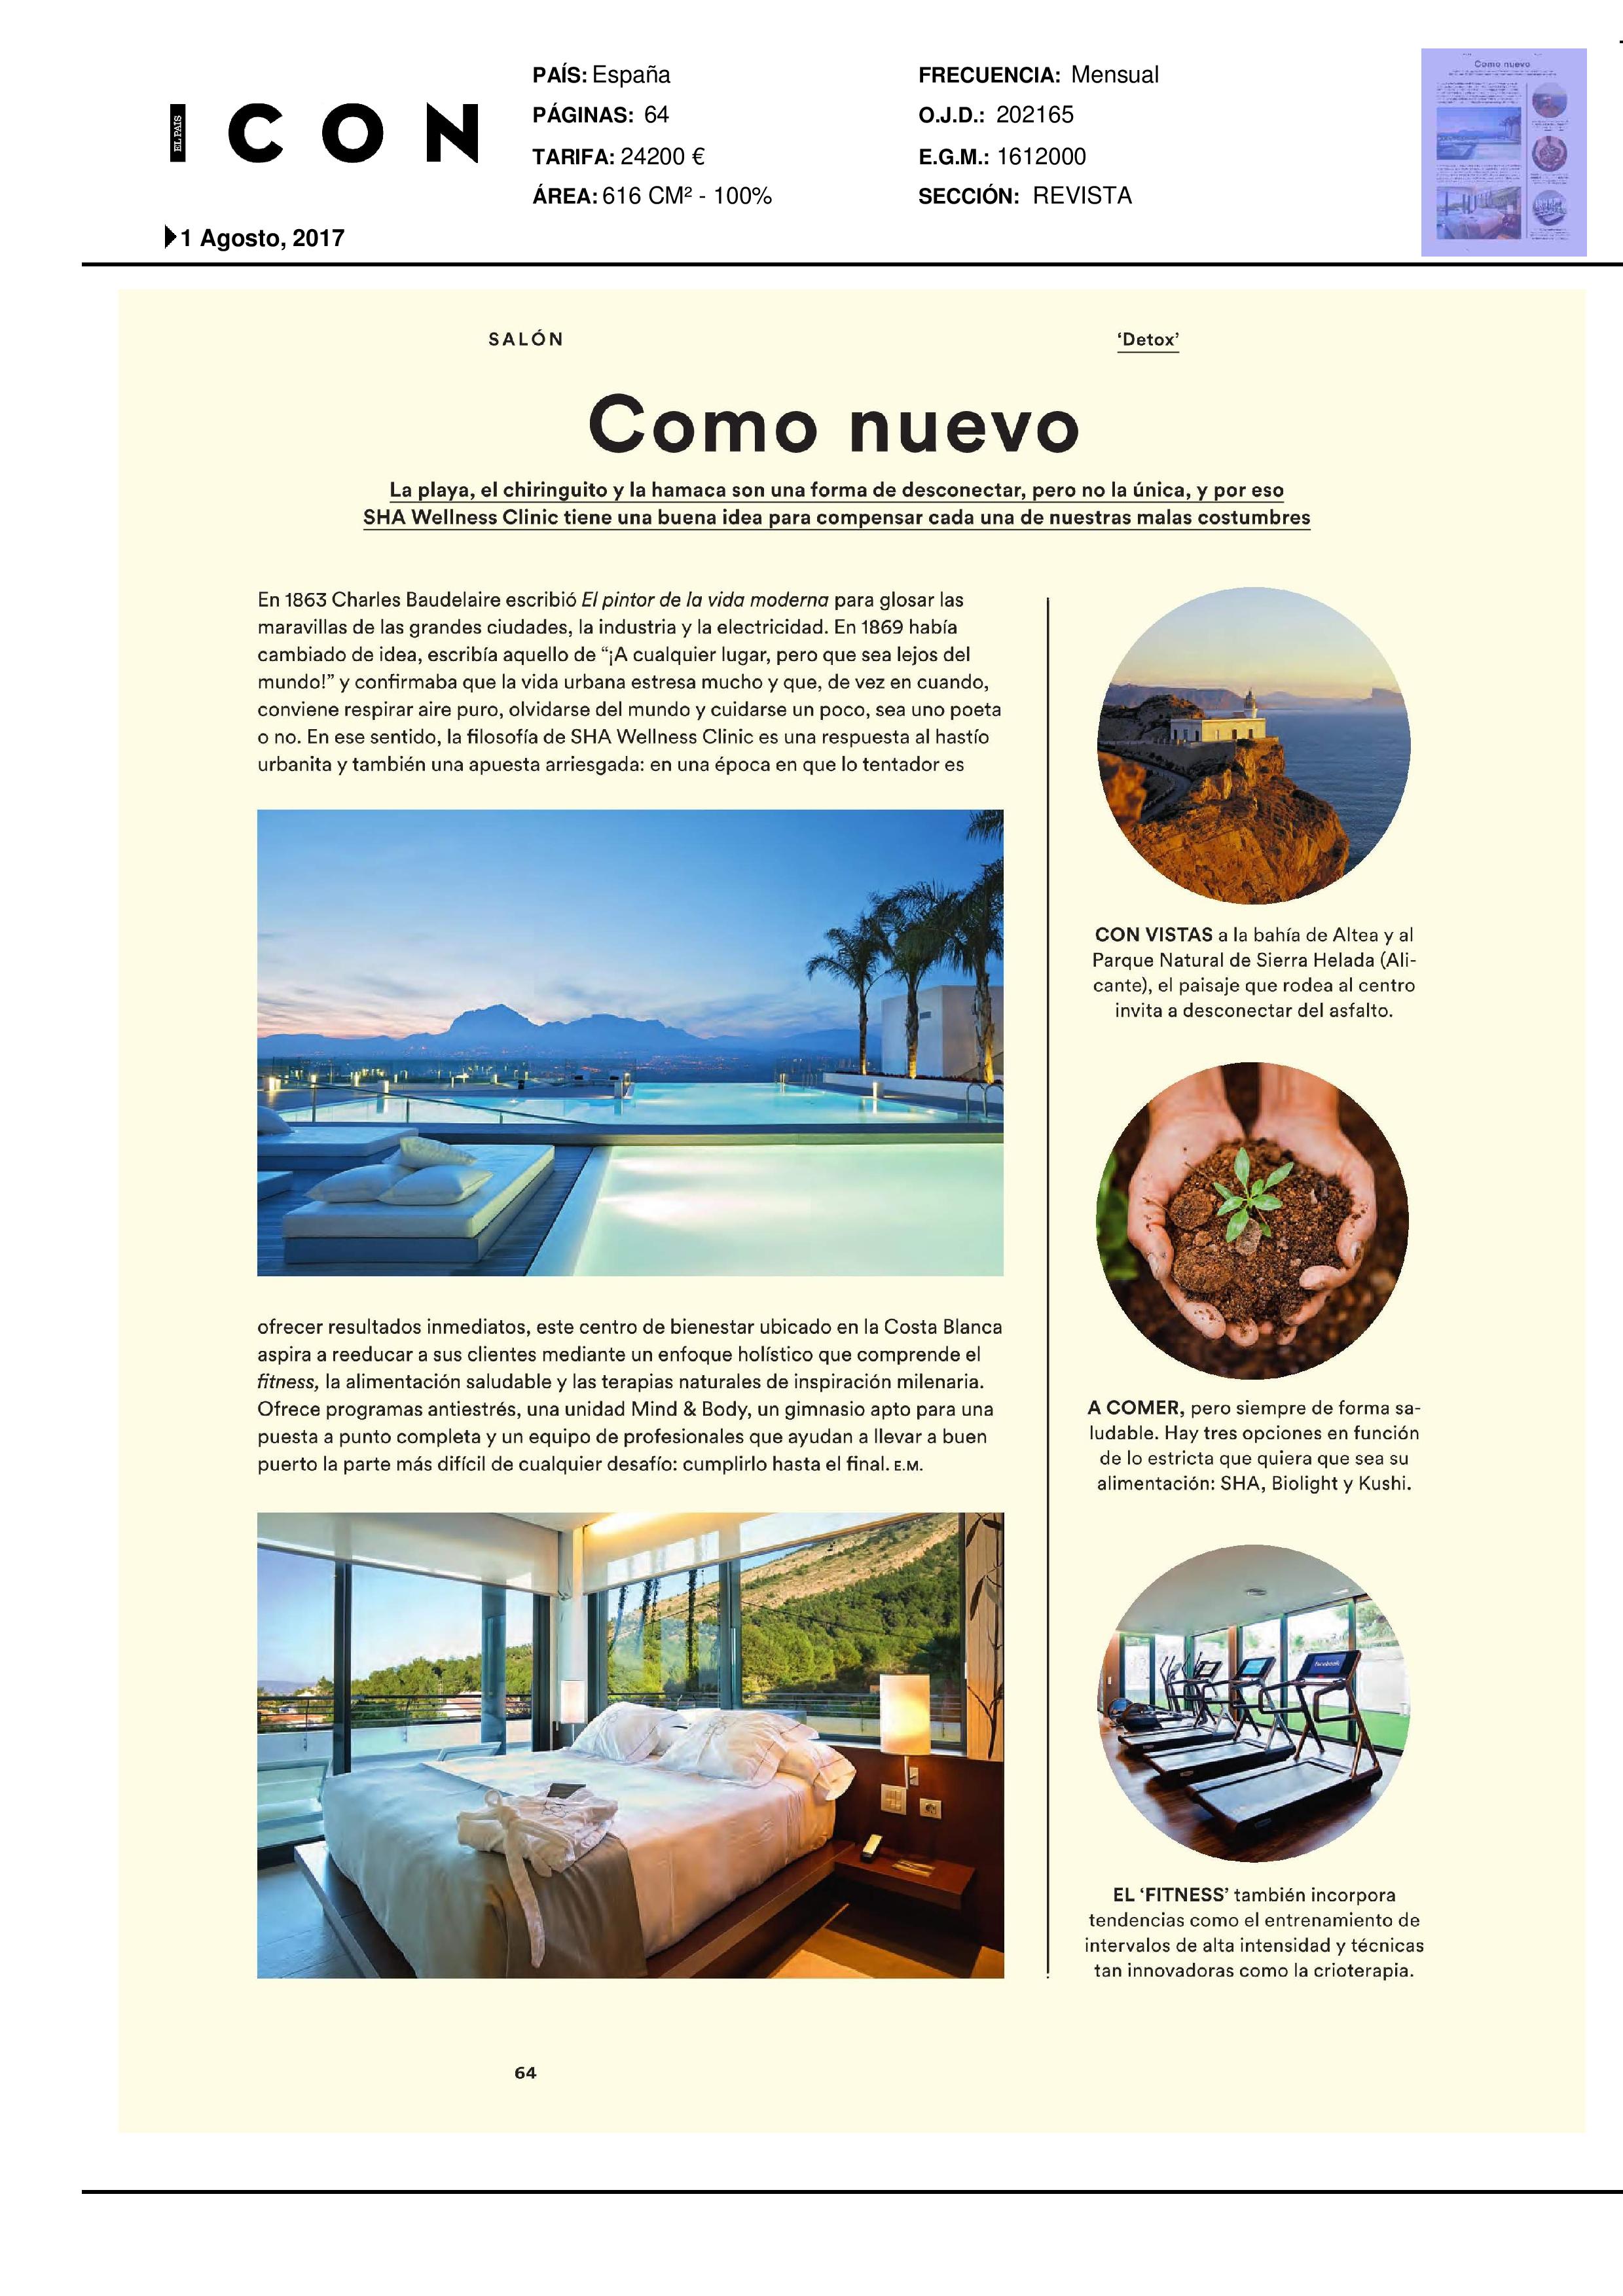 EL PAÍS
ICON
PAÍS: España
PÁGINAS: 64
TARIFA: 24200 €
ÁREA: 616 CM² - 100%
FRECUENCIA: Mensual
O.J.D.: 202165
E.G.M.: 1612000
SECCIÓN: REVISTA
1 Agosto, 2017
Como nuevo
SALÓN
'Detox'
Como nuevo
La playa, el chiringuito y la hamaca son una forma de desconectar, pero no la única, y por eso
SHA Wellness Clinic tiene una buena idea para compensar cada una de nuestras malas costumbres
En 1863 Charles Baudelaire escribió El pintor de la vida moderna para glosar las
maravillas de las grandes ciudades, la industria y la electricidad. En 1869 había
cambiado de idea, escribía aquello de “¡A cualquier lugar, pero que sea lejos del
mundo!” y confirmaba que la vida urbana estresa mucho y que, de vez en cuando,
conviene respirar aire puro, olvidarse del mundo y cuidarse un poco, sea uno poeta
o no. En ese sentido, la filosofía de SHA Wellness Clinic es una respuesta al hastío
urbanita y también una apuesta arriesgada: en una época en que lo tentador es
ofrecer resultados inmediatos, este centro de bienestar ubicado en la Costa Blanca
aspira a reeducar a sus clientes mediante un enfoque holístico que comprende el
fitness, la alimentación saludable y las terapias naturales de inspiración milenaria.
Ofrece programas antiestrés, una unidad Mind & Body, un gimnasio apto para una
puesta a punto completa y un equipo de profesionales que ayudan a llevar a buen
puerto la parte más difícil de cualquier desafío: cumplirlo hasta el final. E.M.
CON VISTAS a la bahía de Altea y al
Parque Natural de Sierra Helada (Ali-
cante), el paisaje que rodea al centro
invita a desconectar del asfalto.
A COMER, pero siempre de forma sa-
ludable. Hay tres opciones en función
de lo estricta que quiera que sea su
alimentación: SHA, Biolight y Kushi.
facebook
EL ‘FITNESS’ también incorpora
tendencias como el entrenamiento de
intervalos de alta intensidad y técnicas
tan innovadoras como la crioterapia.
64